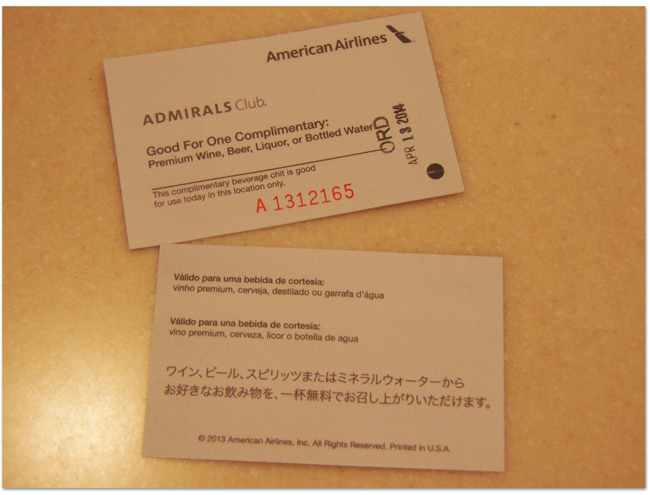 American Airlines
ADMIRALS Club®
Good For One Complimentary:
Premium Wine, Beer, Liquor, or Bottled Water
ORD
APR 18 2014
This complimentary beverage chit is good
for use today in this location only.
A 1312165
Válido para uma bebida de cortesia:
vinho premium, cerveja, destilado ou garrafa d'água
Válido para una bebida de cortesía:
vino premium, cerveza, licor o botella de agua
ワイン、ビール、スピリッツまたはミネラルウォーターから
お好きなお飲み物を、一杯無料でお召し上がりいただけます。
© 2013 American Airlines, Inc. All Rights Reserved. Printed in U.S.A.